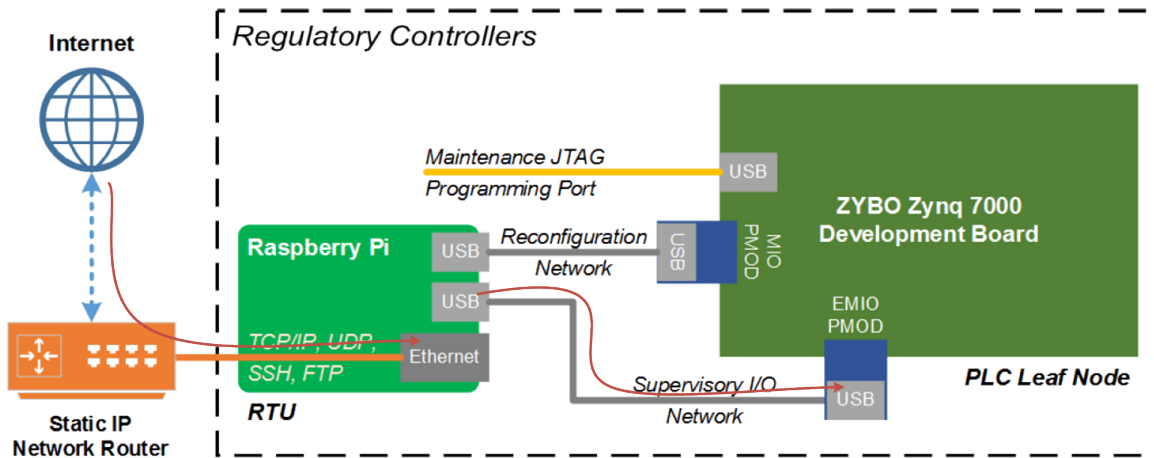 Internet
Regulatory Controllers
Maintenance JTAG
Programming Port
USB
ZYBO Zynq 7000
Development Board
Raspberry Pi
USB
Reconfiguration
Network
USB
MIO
PMOD
USB
EMIO
PMOD
TCP/IP, UDP,
SSH, FTP
Ethernet
Supervisory I/O
Network
USB
PLC Leaf Node
RTU
Static IP
Network Router